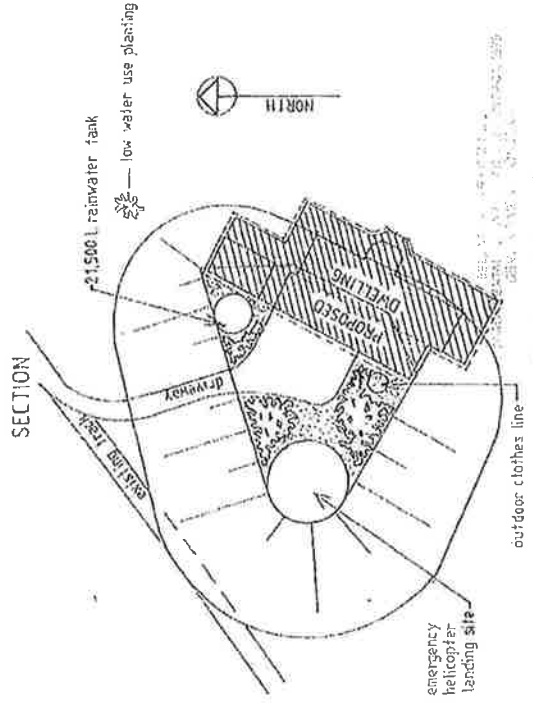 SECTION
21,500 L rainwater tank
low water use planting
existing track
driveway
PROPOSED
DWELLING
NORTH
emergency
helicopter
landing site
outdoor clothes line